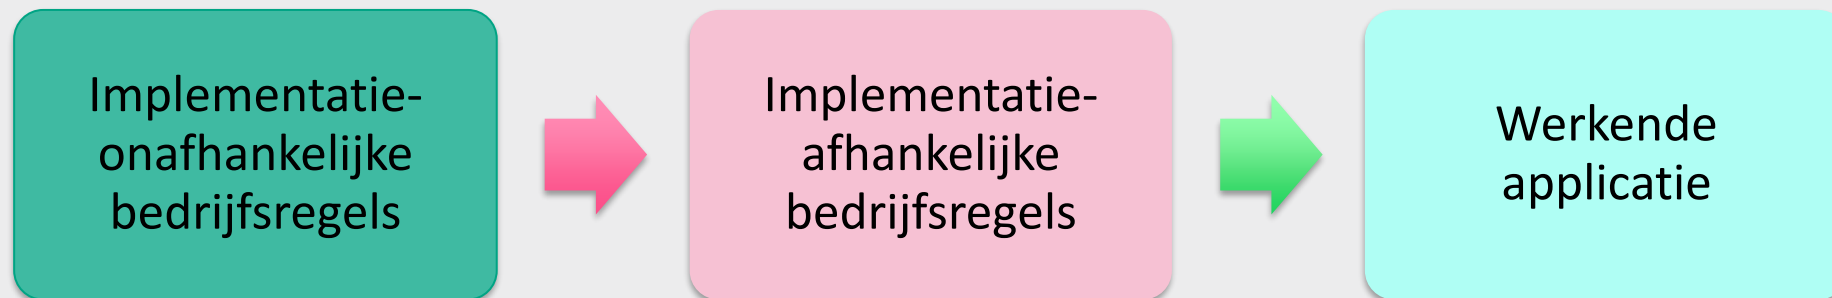 Implementatie-
onafhankelijke
bedrijfsregels
Implementatie-
afhankelijke
bedrijfsregels
Werkende
applicatie